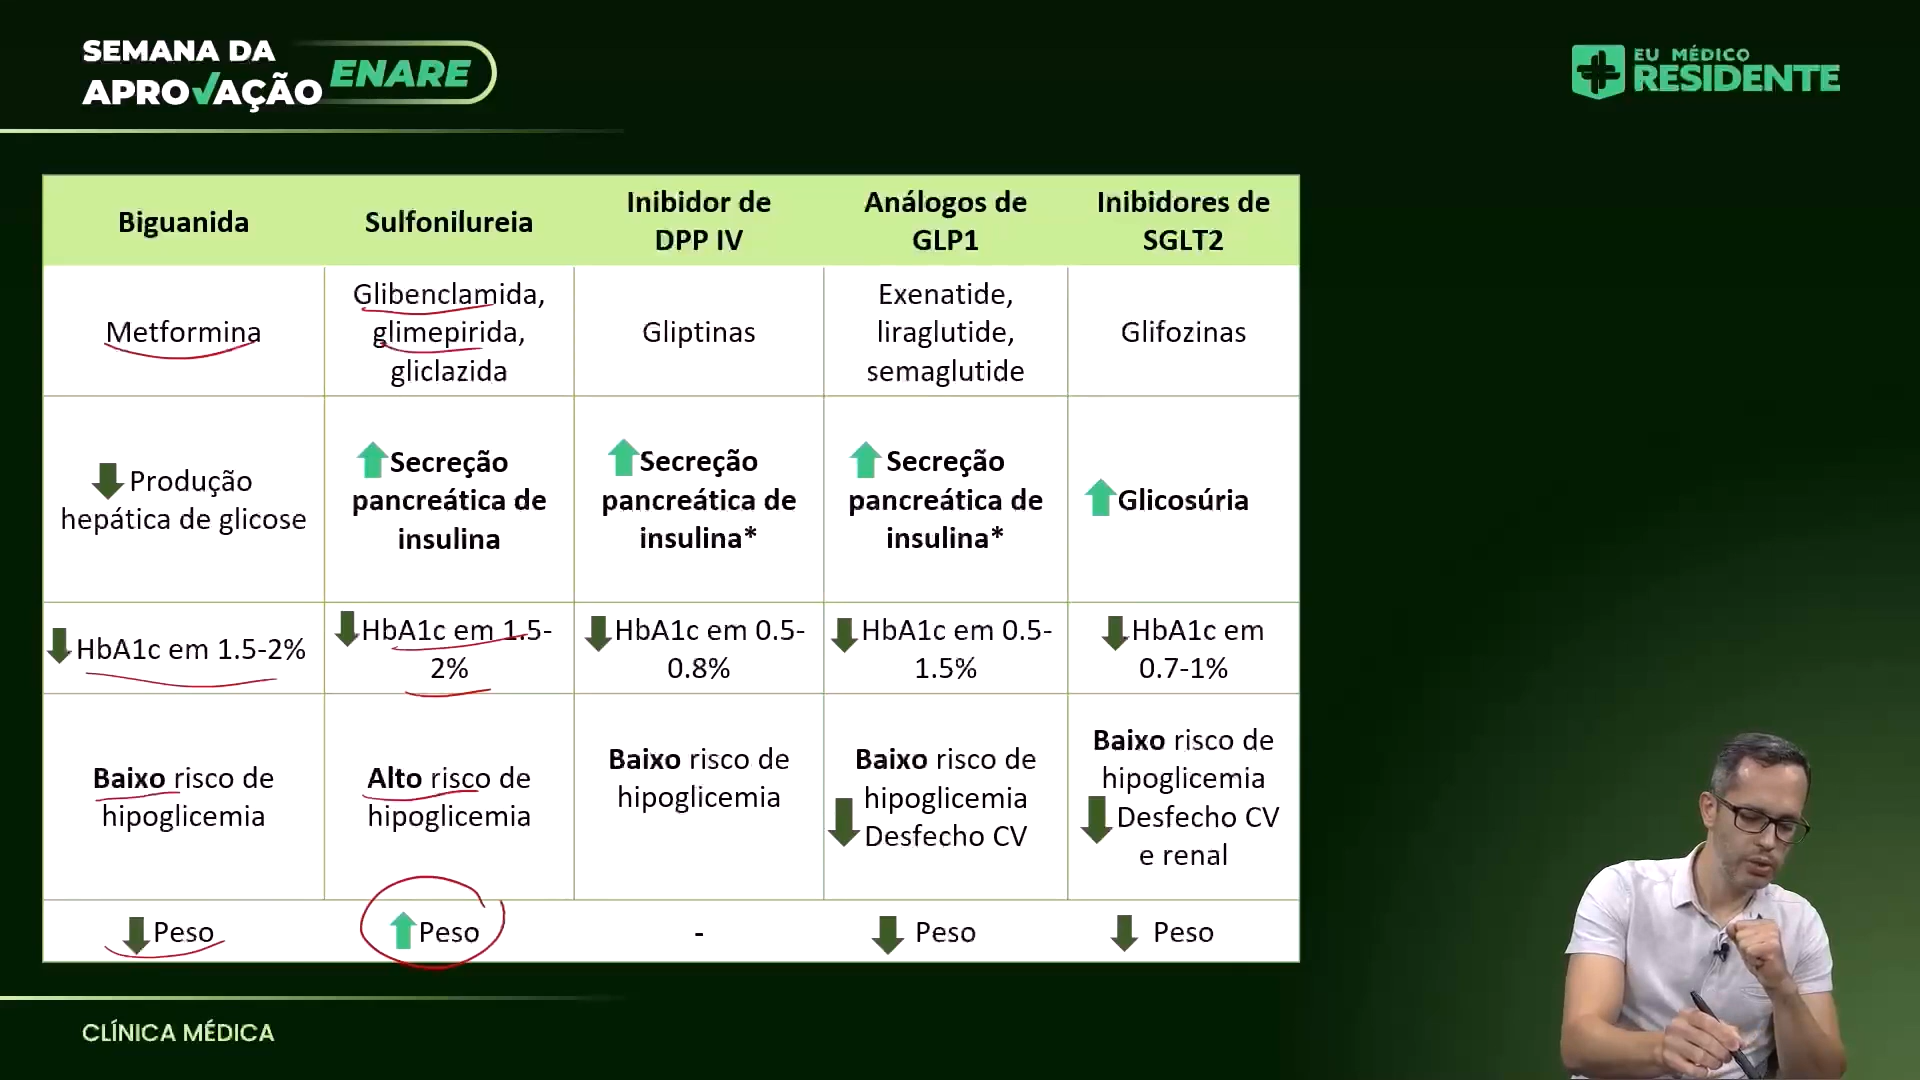 SEMANA DA
APROVAÇÃO ENARE
EU MÉDICO
RESIDENTE
Biguanida
Sulfonilureia
Inibidor de
DPP IV
Análogos de
GLP1
Inibidores de
SGLT2
Metformina
Glibenclamida,
glimepirida,
gliclazida
Gliptinas
Exenatide,
liraglutide,
semaglutide
Glifozinas
Produção
hepática de glicose
Secreção
pancreática de
insulina
Secreção
pancreática de
insulina*
Secreção
pancreática de
insulina*
Glicosúria
HbA1c em 1.5-2%
HbA1c em 1.5-
2%
HbA1c em 0.5-
0.8%
HbA1c em 0.5-
1.5%
HbA1c em
0.7-1%
Baixo risco de
hipoglicemia
Alto risco de
hipoglicemia
Baixo risco de
hipoglicemia
Baixo risco de
hipoglicemia
Desfecho CV
Baixo risco de
hipoglicemia
Desfecho CV
e renal
Peso
Peso
-
Peso
Peso
CLÍNICA MÉDICA